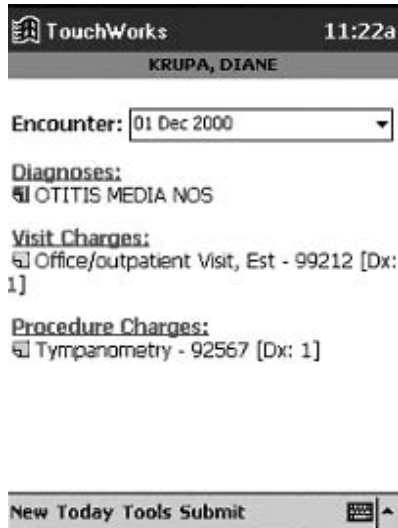 TouchWorks 11:22a
KRUPA, DIANE
Encounter: 01 Dec 2000
Diagnoses:
OTITIS MEDIA NOS
Visit Charges:
Office/outpatient Visit, Est - 99212 [Dx:
1]
Procedure Charges:
Tympanometry - 92567 [Dx: 1]
New Today Tools Submit